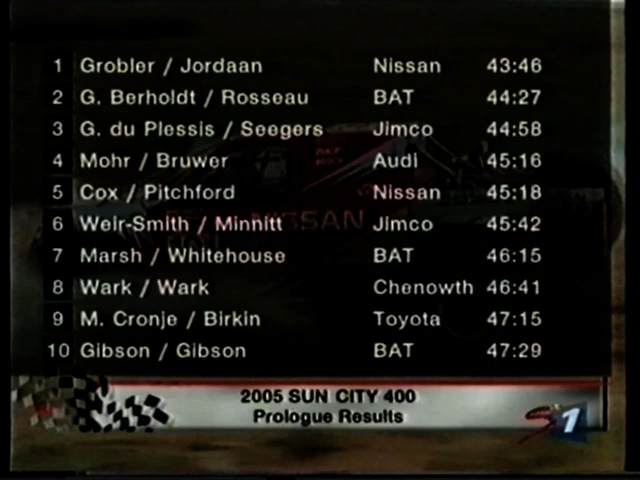 1 Grobler / Jordaan Nissan 43:46
2 G. Berholdt / Rosseau BAT 44:27
3 G. du Plessis / Seegers Jimco 44:58
4 Mohr / Bruwer Audi 45:16
5 Cox / Pitchford Nissan 45:18
6 Weir-Smith / Minnitt Jimco 45:42
7 Marsh / Whitehouse BAT 46:15
8 Wark / Wark Chenowth 46:41
9 M. Cronje / Birkin Toyota 47:15
10 Gibson / Gibson BAT 47:29
NISSAN
2005 SUN CITY 400
Prologue Results
1